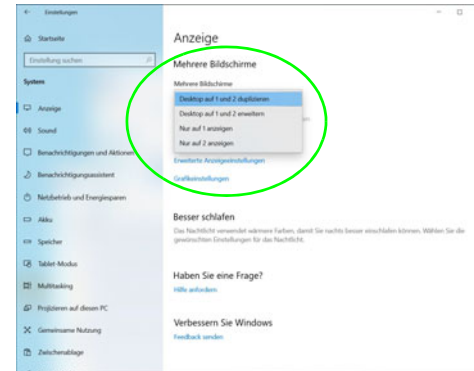 Einstellungen
Startseite
Einstellung suchen
System
Anzeige
Sound
Benachrichtigungen und Aktionen
Benachrichtigungsassistent
Netzbetrieb und Energiesparen
Akku
Speicher
Tablet-Modus
Multitasking
Projizieren auf diesen PC
Gemeinsame Nutzung
Zwischenablage
Anzeige
Mehrere Bildschirme
Mehrere Bildschirme
Desktop auf 1 und 2 duplizieren
Desktop auf 1 und 2 erweitern
Nur auf 1 anzeigen
Nur auf 2 anzeigen
Erweiterte Anzeigeeinstellungen
Grafikeinstellungen
Besser schlafen
Das Nachtlicht verwendet wärmere Farben, damit Sie nachts besser einschlafen können. Wählen Sie die
gewünschten Einstellungen für das Nachtlicht.
Haben Sie eine Frage?
Hilfe anfordern
Verbessern Sie Windows
Feedback senden